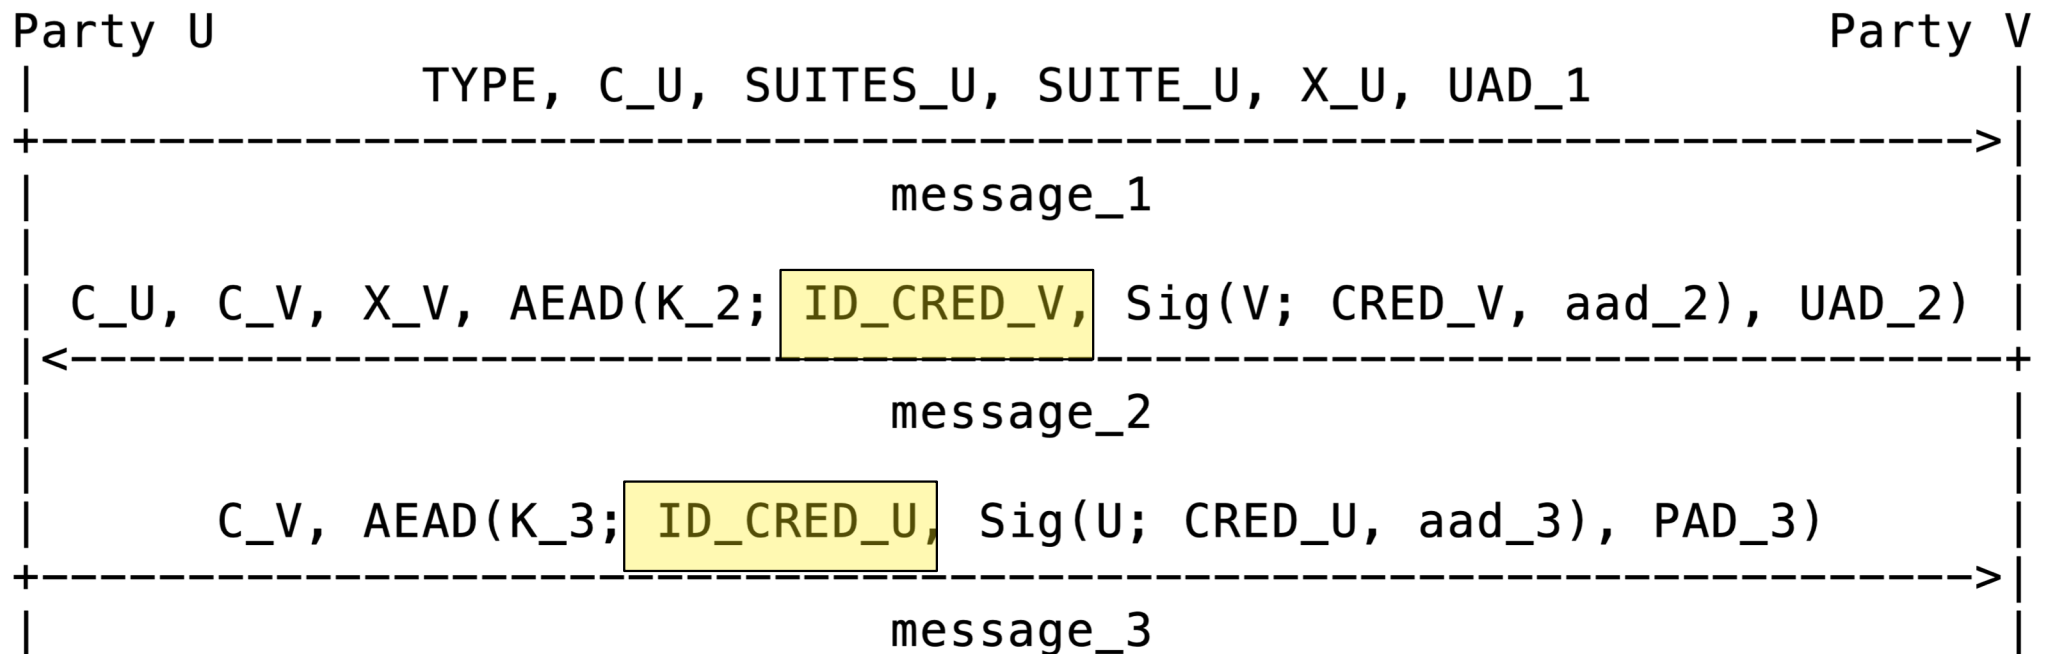 Party U Party V
TYPE, C_U, SUITES_U, SUITE_U, X_U, UAD_1
message_1
C_U, C_V, X_V, AEAD(K_2; ID_CRED_V, Sig(V; CRED_V, aad_2), UAD_2)
message_2
C_V, AEAD(K_3; ID_CRED_U, Sig(U; CRED_U, aad_3), PAD_3)
message_3